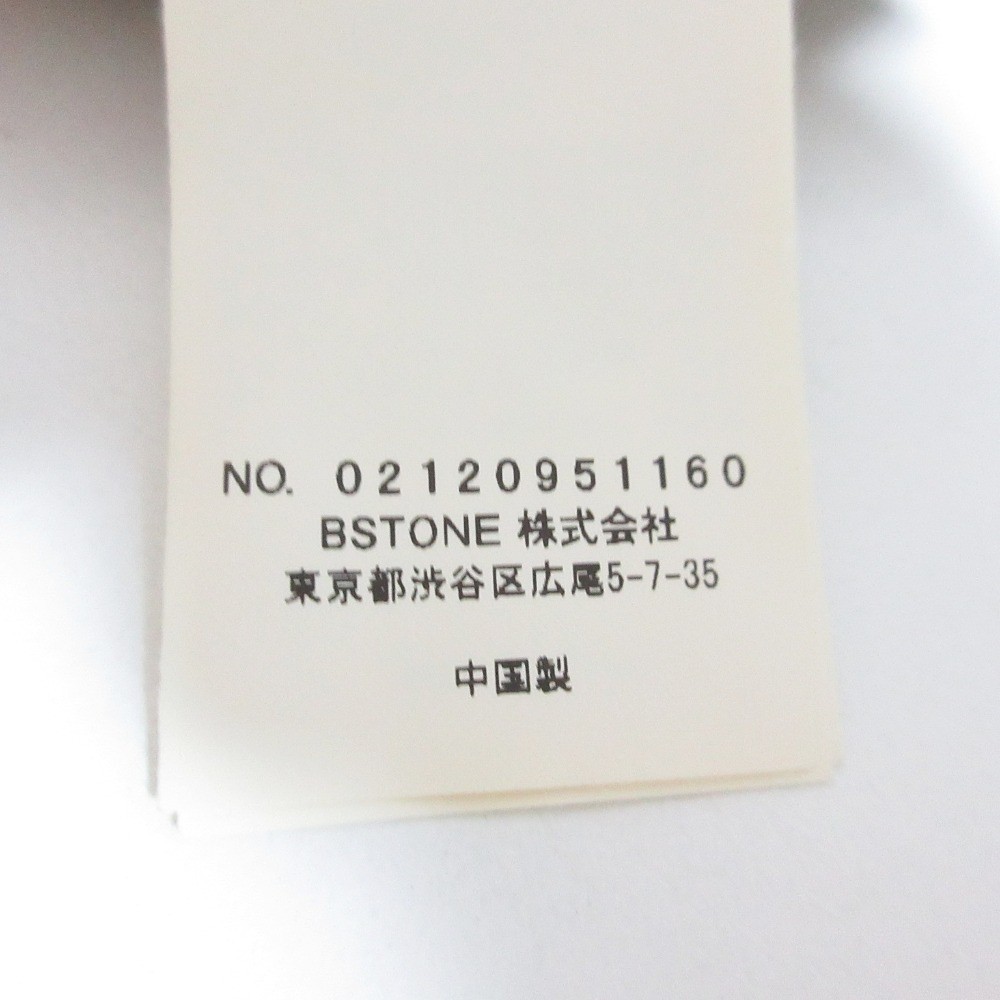 NO. 02120951160
BSTONE 株式会社
東京都渋谷区広尾5-7-35
中国製